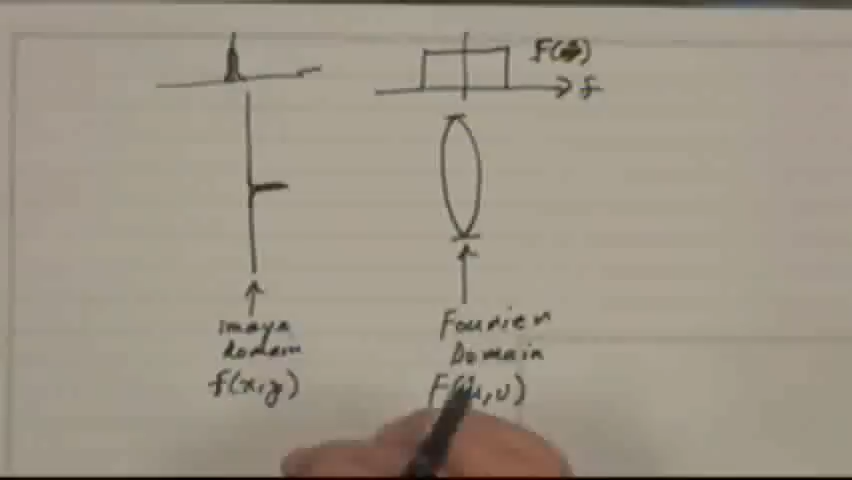 f
image
domain
f(x,y)
Fourier
Domain
F(u,v)